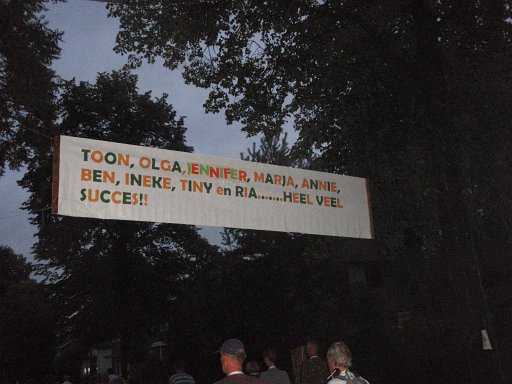 TOON, OLGA,JENNIFER, MARJA, ANNIE,
BEN, INEKE, TINY en RIA.......HEEL VEEL
SUCCES!!